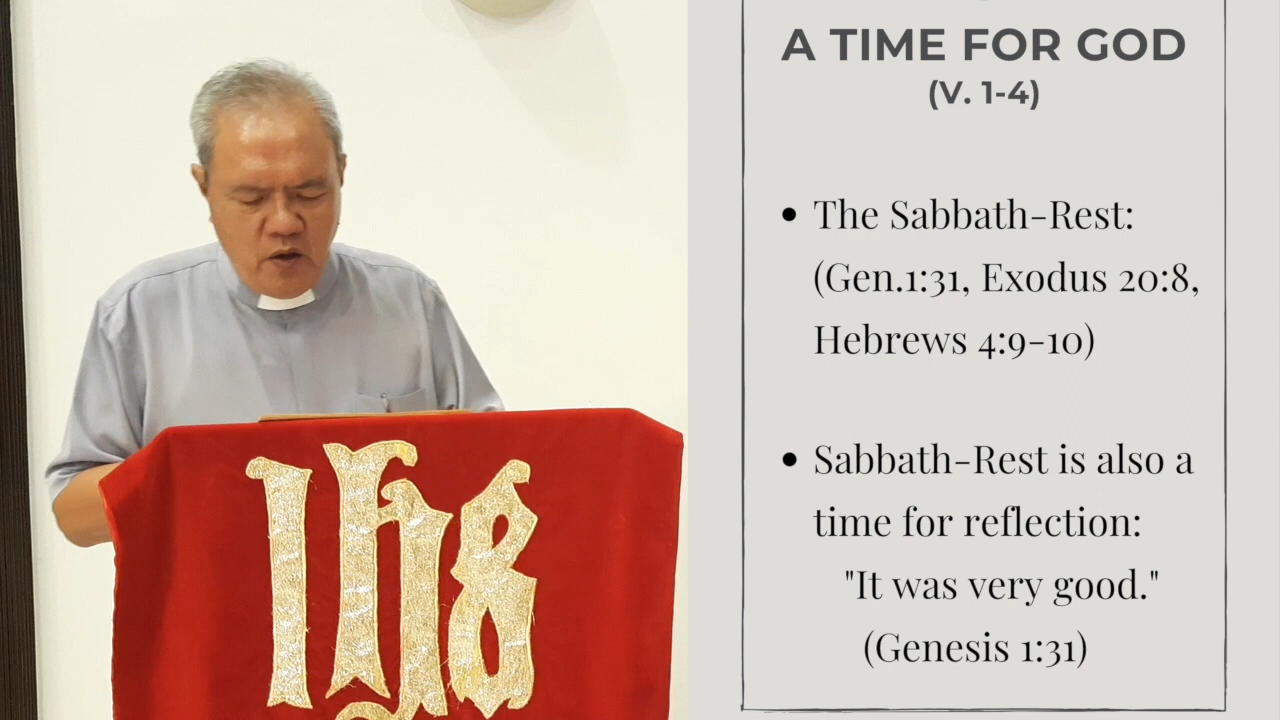 Ihs
A TIME FOR GOD
(V. 1-4)
• The Sabbath-Rest:
(Gen.1:31, Exodus 20:8,
Hebrews 4:9-10)
• Sabbath-Rest is also a
time for reflection:
"It was very good."
(Genesis 1:31)